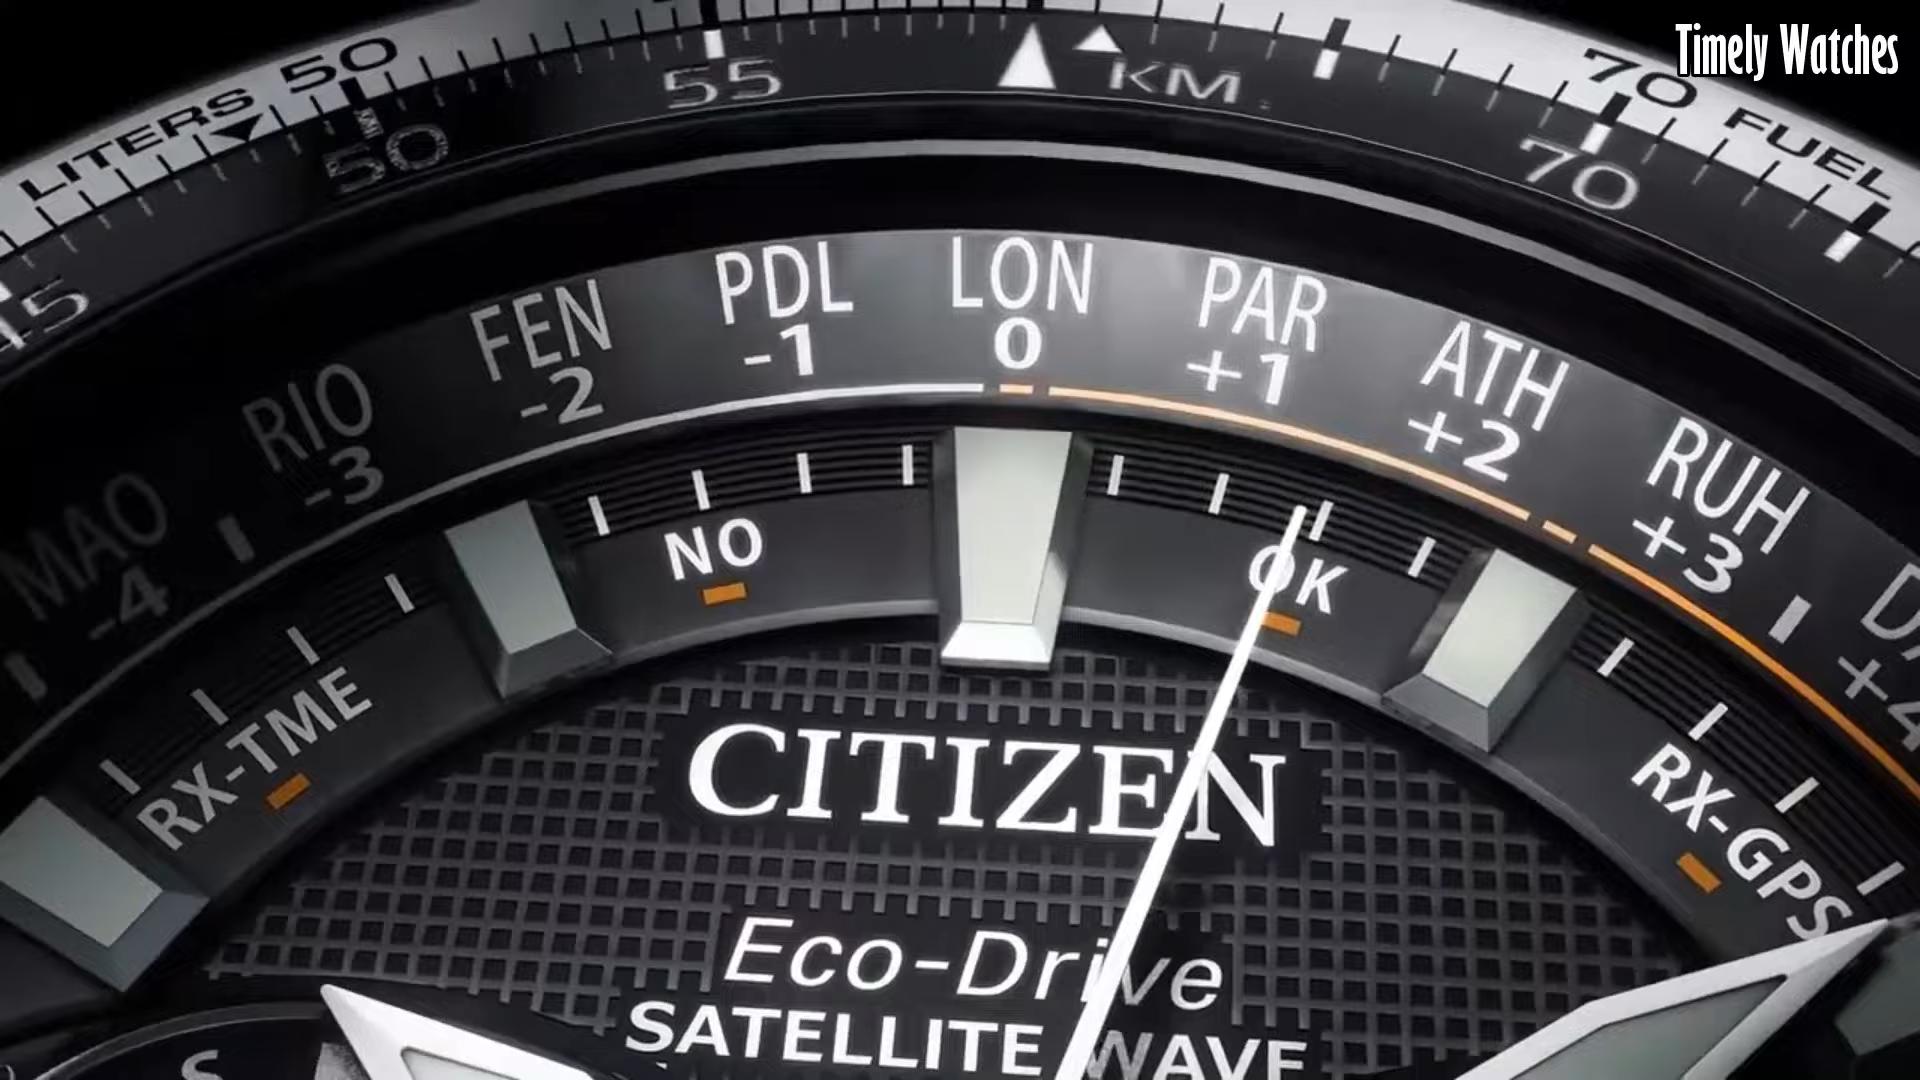 Timely Watches
LITERS 50
70 FUEL
45
50
55
KM.
70
MAO -4
RIO -3
FEN -2
PDL -1
LON 0
PAR +1
ATH +2
RUH +3
+4
RX-TME
NO
OK
RX-GPS
CITIZEN
Eco-Drive
SATELLITE WAVE
S